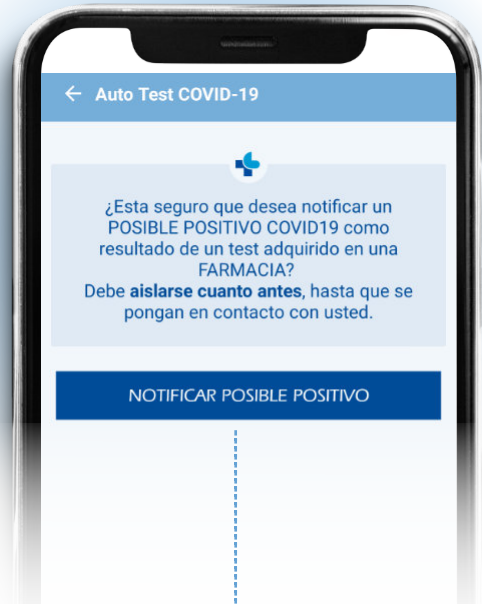 ← Auto Test COVID-19
¿Esta seguro que desea notificar un
POSIBLE POSITIVO COVID19 como
resultado de un test adquirido en una
FARMACIA?
Debe aislarse cuanto antes, hasta que se
pongan en contacto con usted.
NOTIFICAR POSIBLE POSITIVO